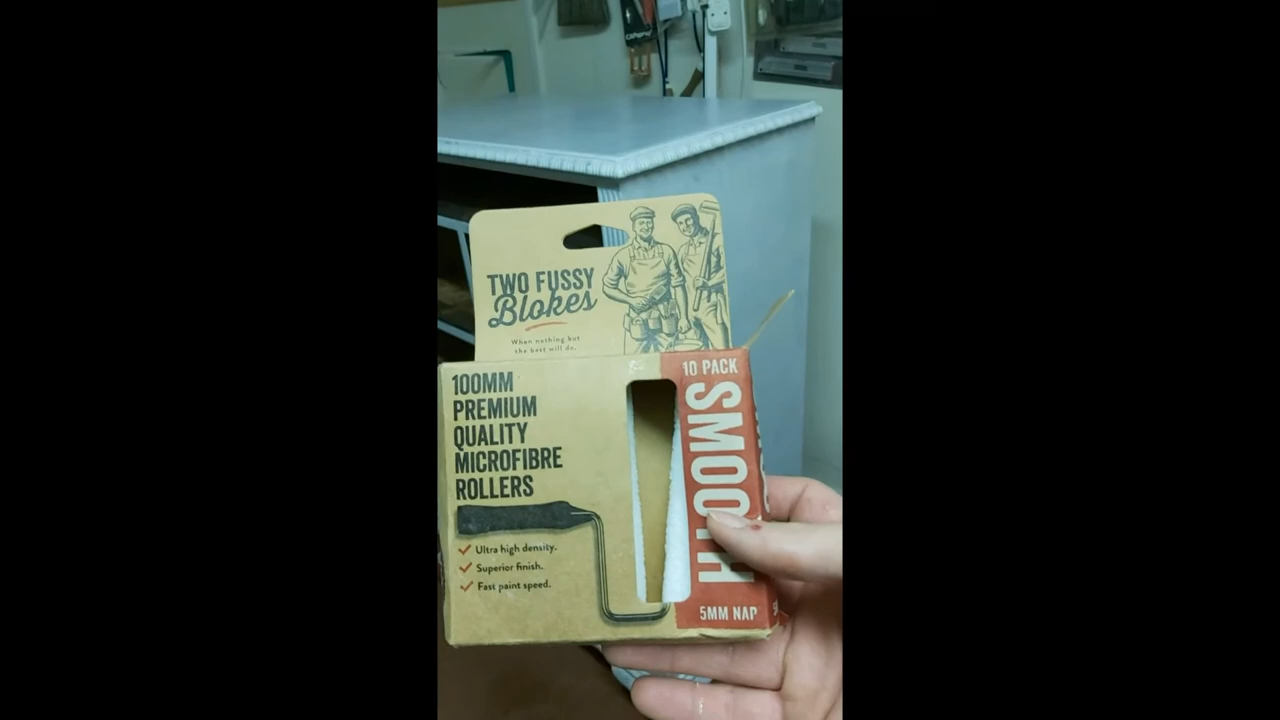 TWO FUSSY
Blokes
When nothing but
the best will do.
100MM
PREMIUM
QUALITY
MICROFIBRE
ROLLERS
Ultra high density.
Superior finish.
Fast paint speed.
10 PACK
SMOOTH
5MM NAP